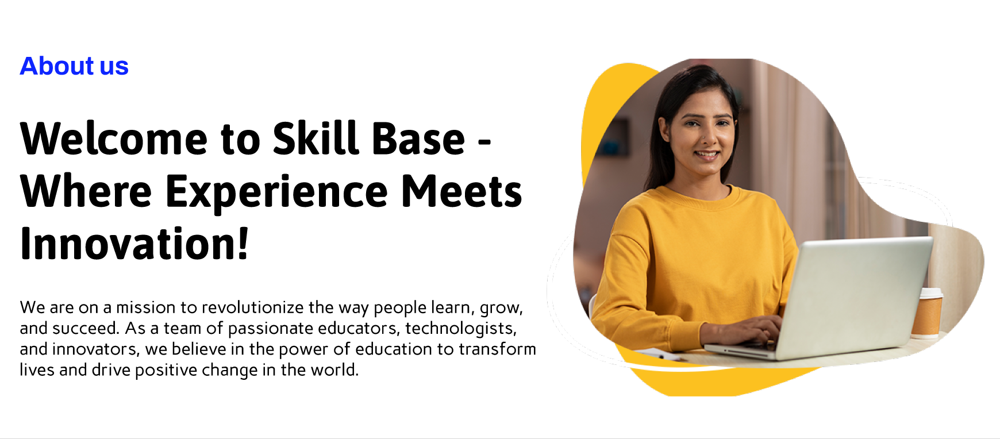 About us
Welcome to Skill Base -
Where Experience Meets
Innovation!
We are on a mission to revolutionize the way people learn, grow,
and succeed. As a team of passionate educators, technologists,
and innovators, we believe in the power of education to transform
lives and drive positive change in the world.